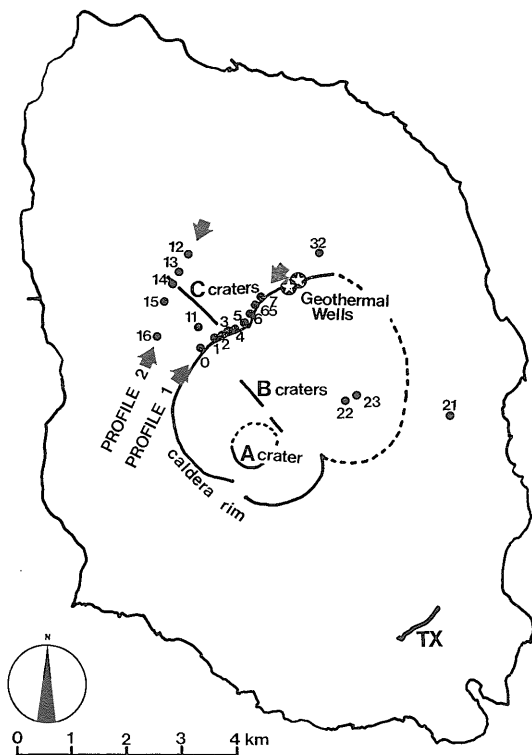 32
12
13
14
C craters
15
Geothermal
Wells
11
7
65
6
5
3
4
2
1
16
0
PROFILE 2
PROFILE 1
B craters
23
22
21
A crater
caldera rim
TX
N
0 1 2 3 4 km